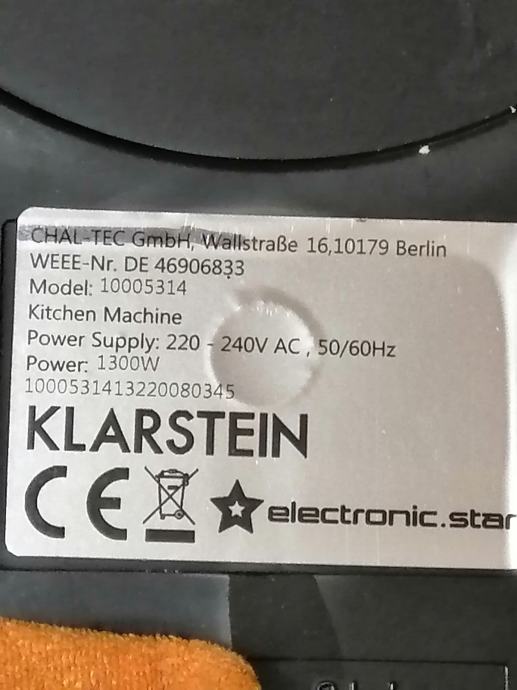 CHAL-TEC GmbH, Wallstraße 16,10179 Berlin
WEEE-Nr. DE 46906833
Model: 10005314
Kitchen Machine
Power Supply: 220 - 240V AC , 50/60Hz
Power: 1300W
1000531413220080345
KLARSTEIN
CE
electronic.star